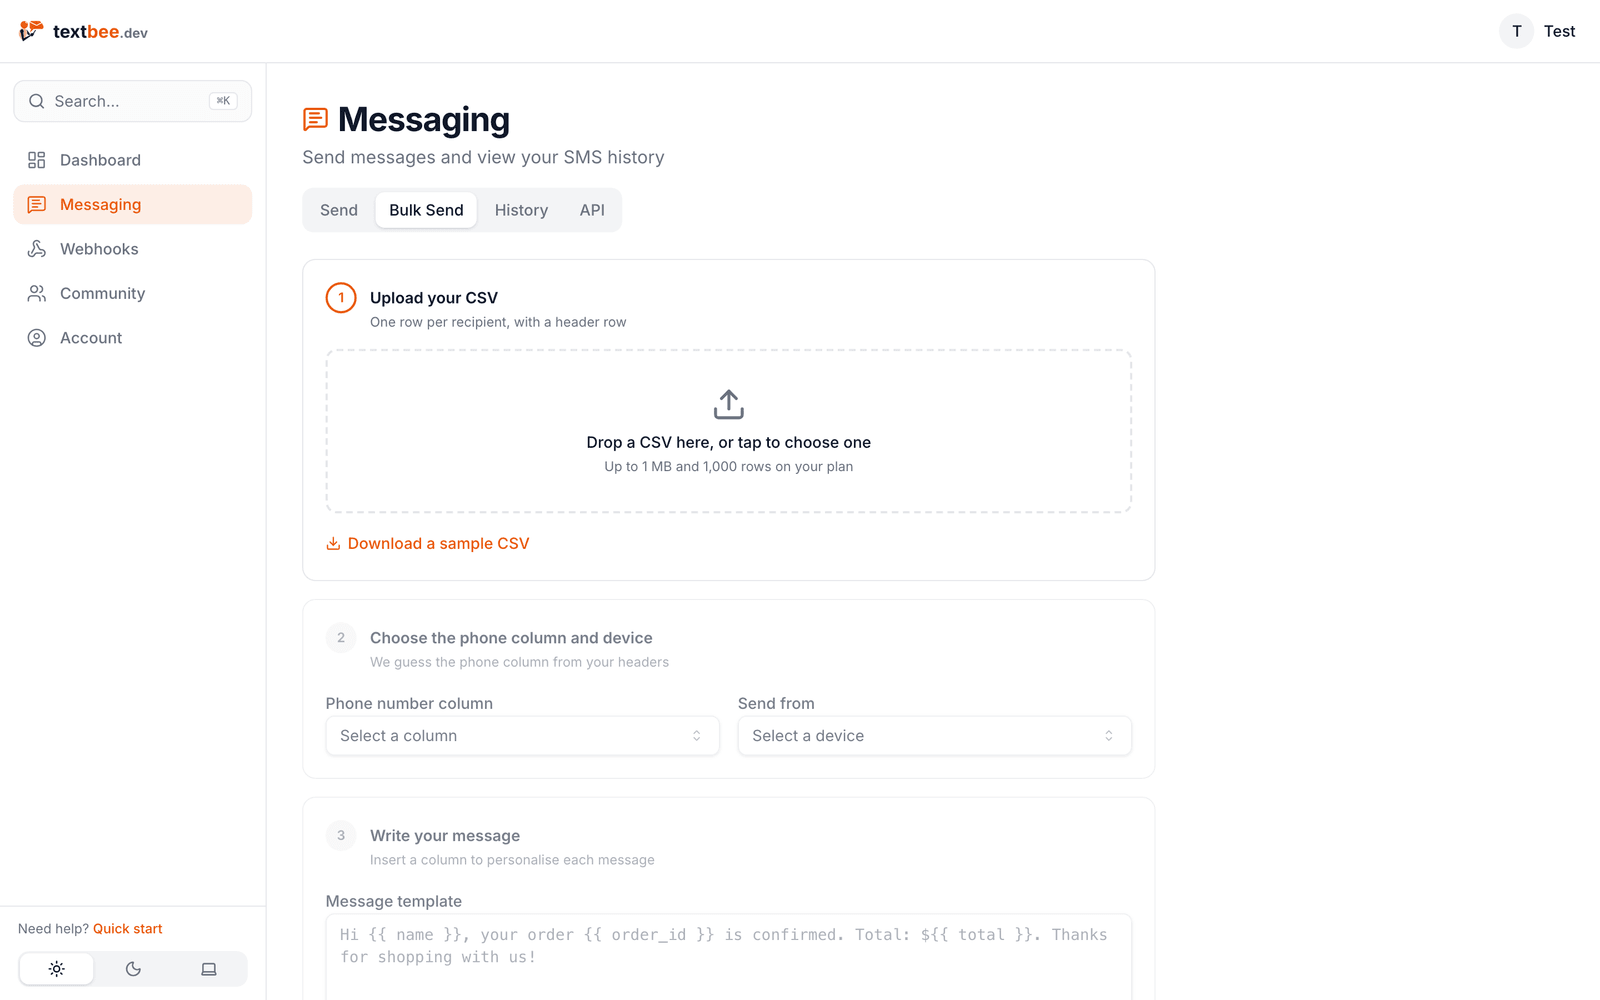 textbee.dev
T Test
Search... ⌘K
Dashboard
Messaging
Webhooks
Community
Account
Need help? Quick start
Messaging
Send messages and view your SMS history
Send Bulk Send History API
1 Upload your CSV
One row per recipient, with a header row
Drop a CSV here, or tap to choose one
Up to 1 MB and 1,000 rows on your plan
Download a sample CSV
2 Choose the phone column and device
We guess the phone column from your headers
Phone number column Send from
Select a column Select a device
3 Write your message
Insert a column to personalise each message
Message template
Hi {{ name }}, your order {{ order_id }} is confirmed. Total: ${{ total }}. Thanks
for shopping with us!